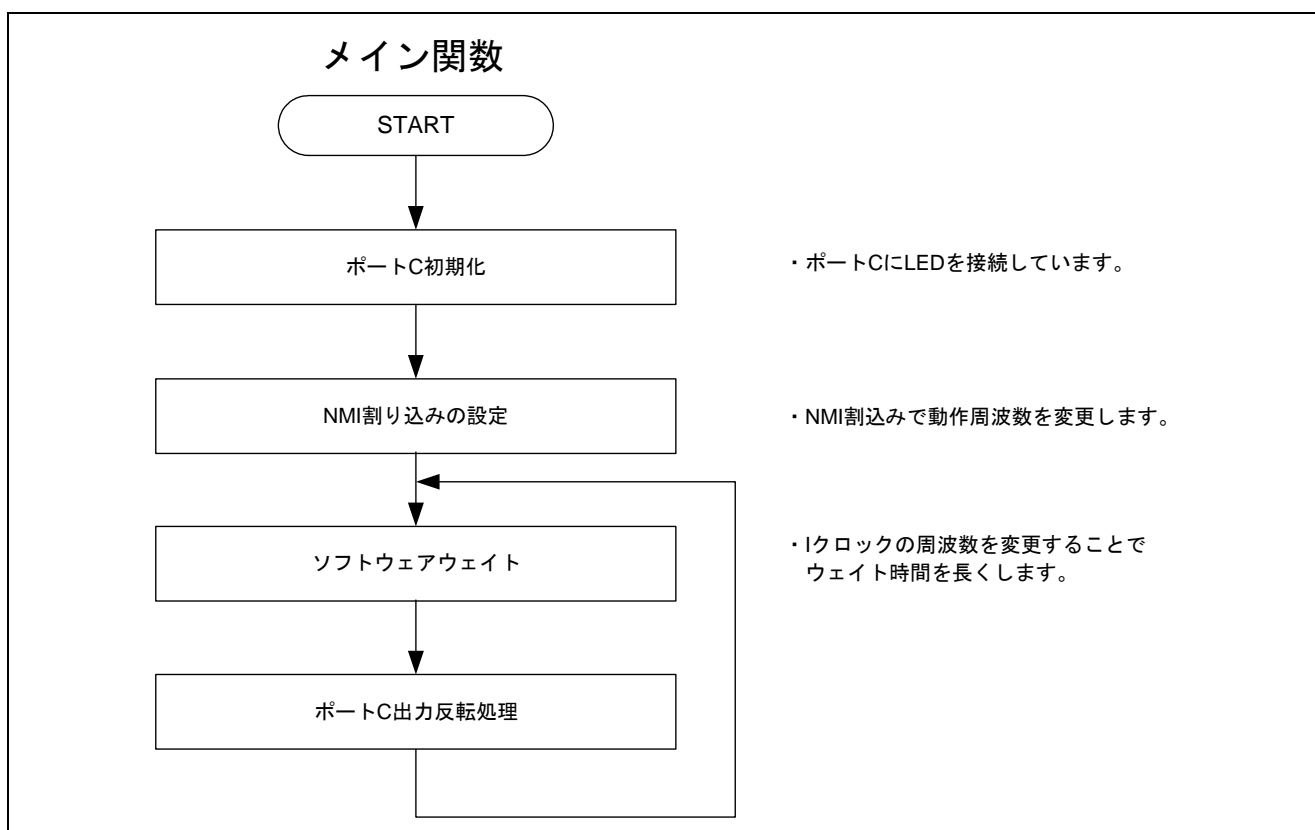 メイン関数
START
ポートC初期化
・ポートCにLEDを接続しています。
NMI割り込みの設定
・NMI割込みで動作周波数を変更します。
ソフトウェアウェイト
・Iクロックの周波数を変更することで
ウェイト時間を長くします。
ポートC出力反転処理